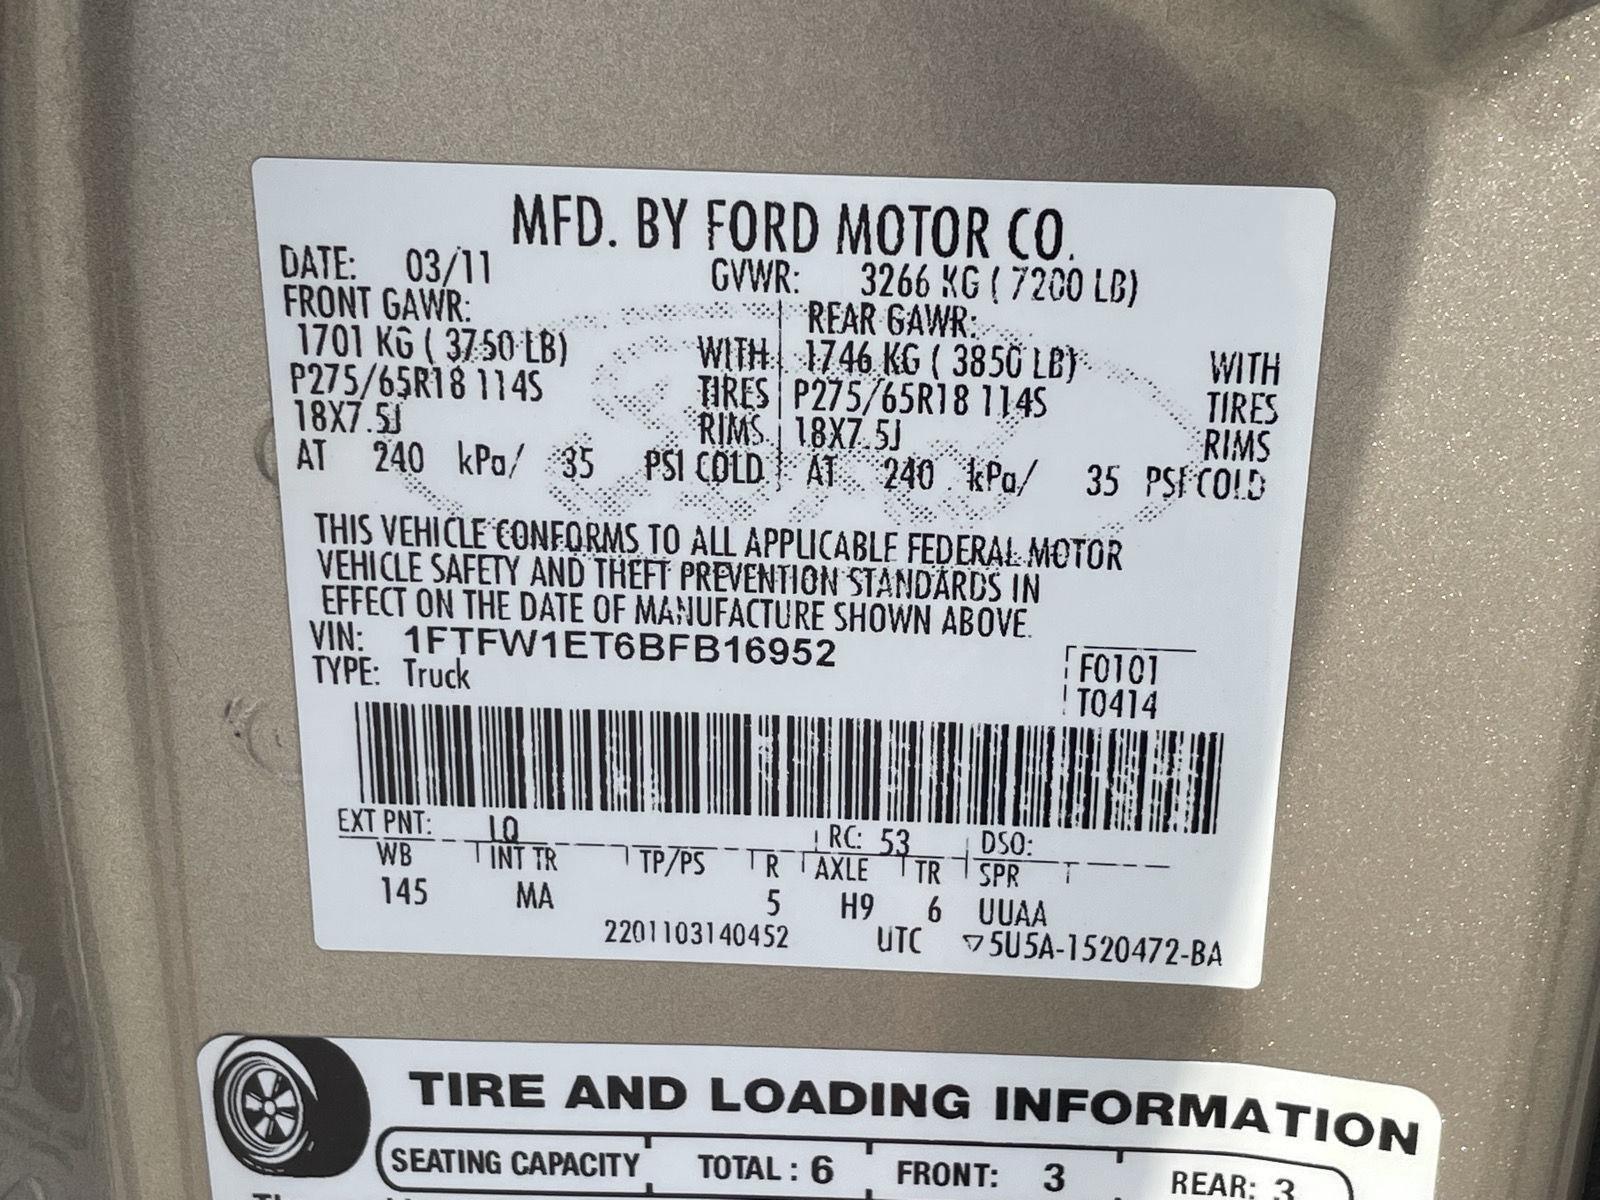 MFD. BY FORD MOTOR CO.
DATE: 03/11 GVWR: 3266 KG ( 7200 LB)
FRONT GAWR: REAR GAWR:
1701 KG ( 3750 LB) WITH 1746 KG ( 3850 LB) WITH
P275/65R18 114S TIRES P275/65R18 114S TIRES
18X7.5J RIMS 18X7.5J RIMS
AT 240 kPa/ 35 PSI COLD AT 240 kPa/ 35 PSI COLD
THIS VEHICLE CONFORMS TO ALL APPLICABLE FEDERAL MOTOR
VEHICLE SAFETY AND THEFT PREVENTION STANDARDS IN
EFFECT ON THE DATE OF MANUFACTURE SHOWN ABOVE.
VIN: 1FTFW1ET6BFB16952 F0101
TYPE: Truck T0414
EXT PNT: LQ RC: 53 DSO:
WB INT TR TP/PS R AXLE TR SPR
145 MA 5 H9 6 UUAA
2201103140452 UTC ▽5U5A-1520472-BA
TIRE AND LOADING INFORMATION
SEATING CAPACITY TOTAL : 6 FRONT: 3 REAR: 3